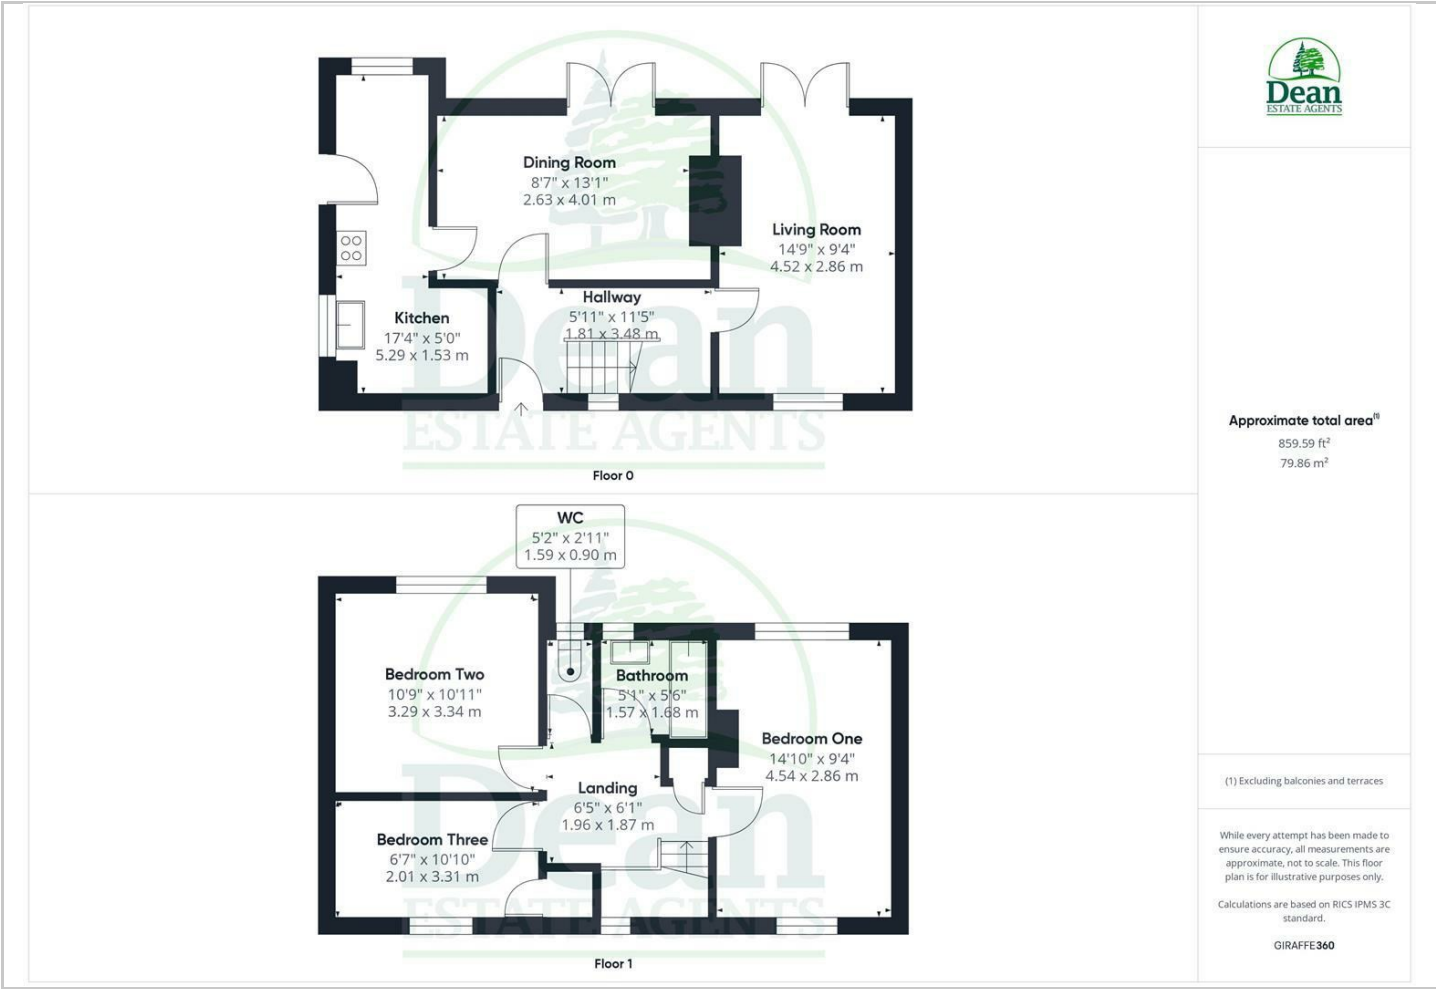 Dining Room
8'7" x 13'1"
2.63 x 4.01 m
Living Room
14'9" x 9'4"
4.52 x 2.86 m
Hallway
5'11" x 11'5"
1.81 x 3.48 m
Kitchen
17'4" x 5'0"
5.29 x 1.53 m
Dean
ESTATE AGENTS
Floor 0
WC
5'2" x 2'11"
1.59 x 0.90 m
Bedroom Two
10'9" x 10'11"
3.29 x 3.34 m
Bathroom
5'1" x 5'6"
1.57 x 1.68 m
Bedroom One
14'10" x 9'4"
4.54 x 2.86 m
Landing
6'5" x 6'1"
1.96 x 1.87 m
Bedroom Three
6'7" x 10'10"
2.01 x 3.31 m
Dean
ESTATE AGENTS
Floor 1
Dean
ESTATE AGENTS
Approximate total area(1)
859.59 ft²
79.86 m²
(1) Excluding balconies and terraces
While every attempt has been made to
ensure accuracy, all measurements are
approximate, not to scale. This floor
plan is for illustrative purposes only.
Calculations are based on RICS IPMS 3C
standard.
GIRAFFE360